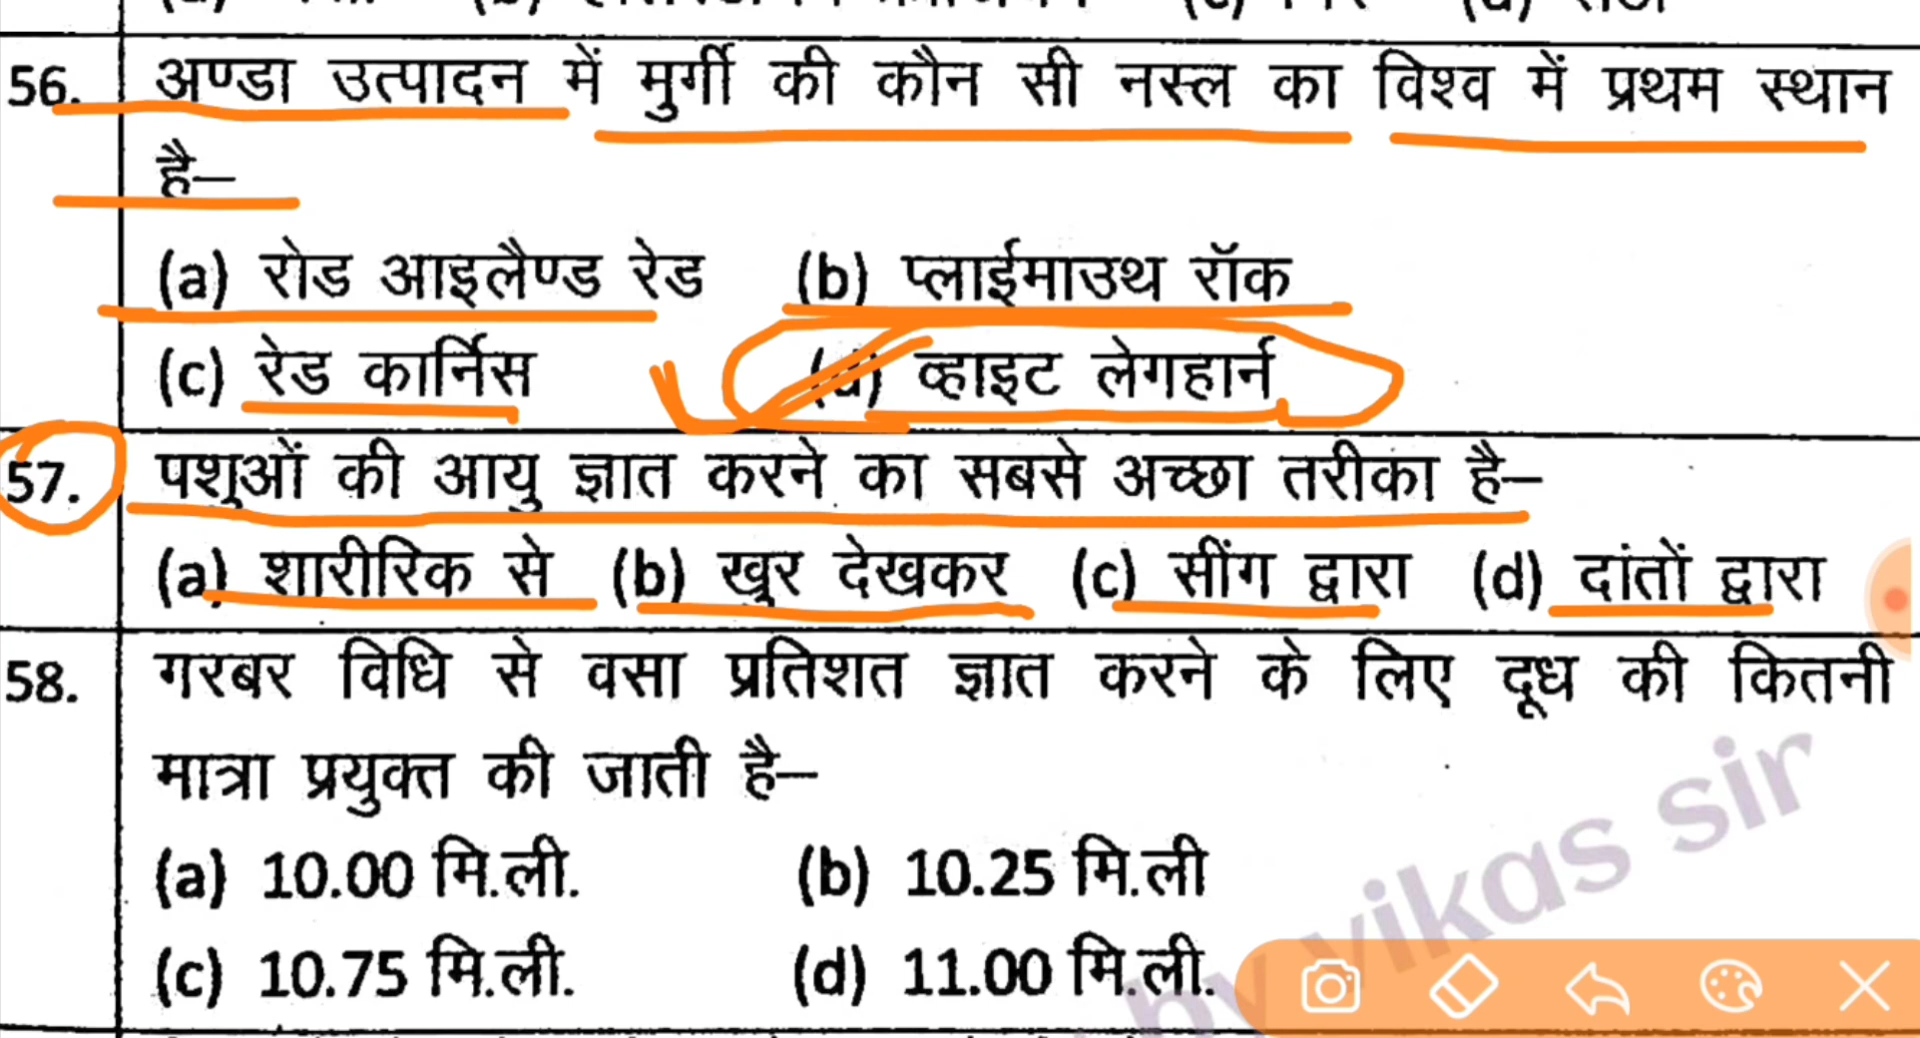 56. अण्डा उत्पादन में मुर्गी की कौन सी नस्ल का विश्व में प्रथम स्थान
है–
(a) रोड आइलैण्ड रेड (b) प्लाईमाउथ रॉक
(c) रेड कार्निस (d) व्हाइट लेगहार्न
57. पशुओं की आयु ज्ञात करने का सबसे अच्छा तरीका है–
(a) शारीरिक से (b) खुर देखकर (c) सींग द्वारा (d) दांतों द्वारा
58. गरबर विधि से वसा प्रतिशत ज्ञात करने के लिए दूध की कितनी
मात्रा प्रयुक्त की जाती है–
(a) 10.00 मि.ली. (b) 10.25 मि.ली
(c) 10.75 मि.ली. (d) 11.00 मि.ली.
by vikas sir